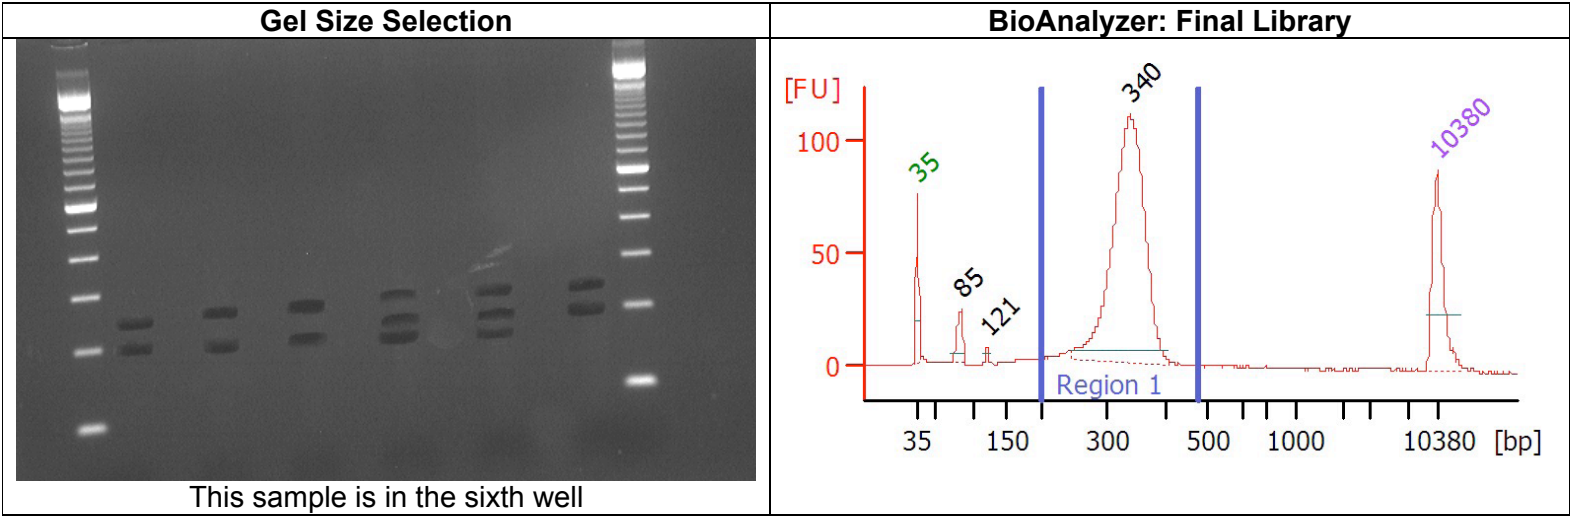 Gel Size Selection
BioAnalyzer: Final Library
This sample is in the sixth well
[FU]
100
50
0
35
85
121
340
10380
Region 1
35 150 300 500 1000 10380 [bp]